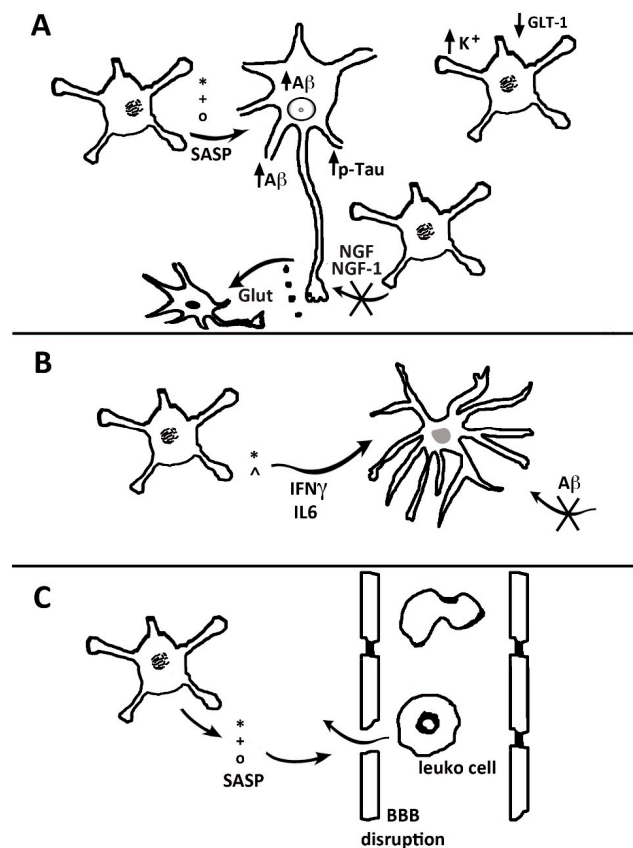 A
K+
GLT-1
*
+
o
SASP
Aβ
Aβ
p-Tau
NGF
NGF-1
Glut
B
*
^
IFNγ
IL6
Aβ
C
*
+
o
SASP
leuko cell
BBB
disruption